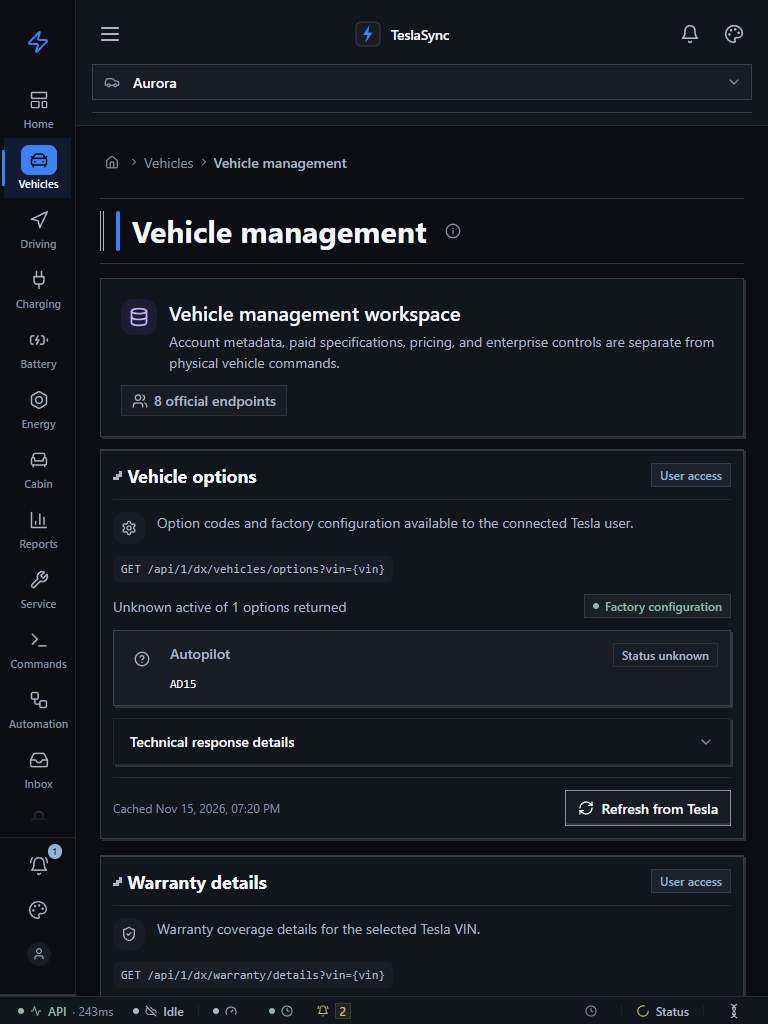 TeslaSync
Aurora
Home
Vehicles
Driving
Charging
Battery
Energy
Cabin
Reports
Service
Commands
Automation
Inbox
1
Vehicles
Vehicle management
Vehicle management
Vehicle management workspace
Account metadata, paid specifications, pricing, and enterprise controls are separate from
physical vehicle commands.
8 official endpoints
Vehicle options
User access
Option codes and factory configuration available to the connected Tesla user.
GET /api/1/dx/vehicles/options?vin={vin}
Unknown active of 1 options returned
Factory configuration
Autopilot
Status unknown
AD15
Technical response details
Cached Nov 15, 2026, 07:20 PM
Refresh from Tesla
Warranty details
User access
Warranty coverage details for the selected Tesla VIN.
GET /api/1/dx/warranty/details?vin={vin}
API · 243ms
Idle
2
Status